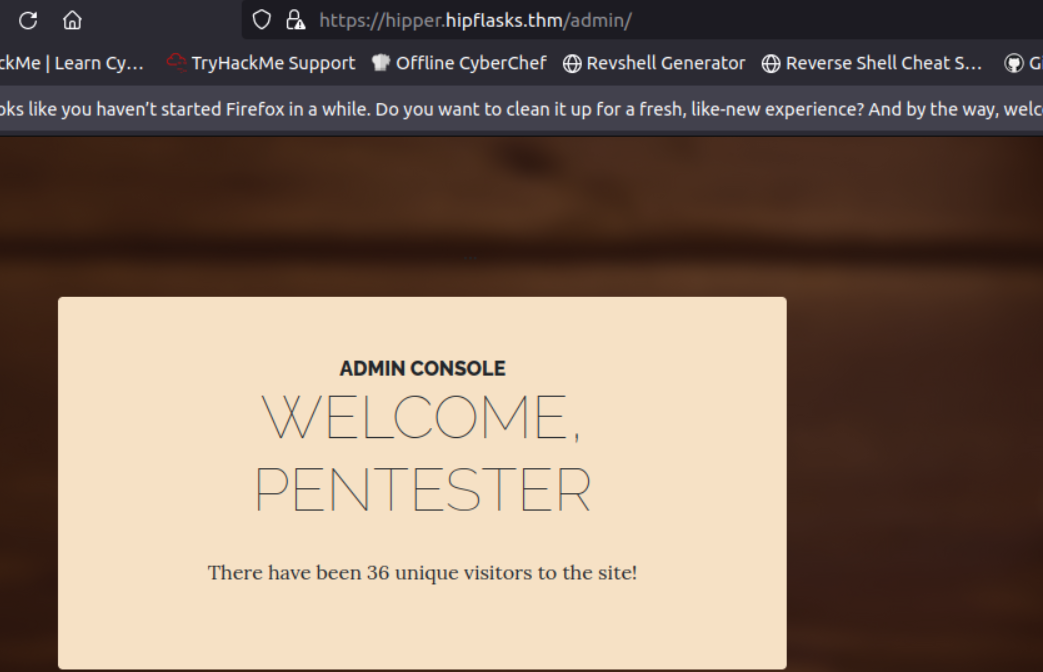 https://hipper.hipflasks.thm/admin/
ckMe | Learn Cy… TryHackMe Support Offline CyberChef Revshell Generator Reverse Shell Cheat S… Gi
oks like you haven’t started Firefox in a while. Do you want to clean it up for a fresh, like-new experience? And by the way, welc
ADMIN CONSOLE
WELCOME,
PENTESTER
There have been 36 unique visitors to the site!